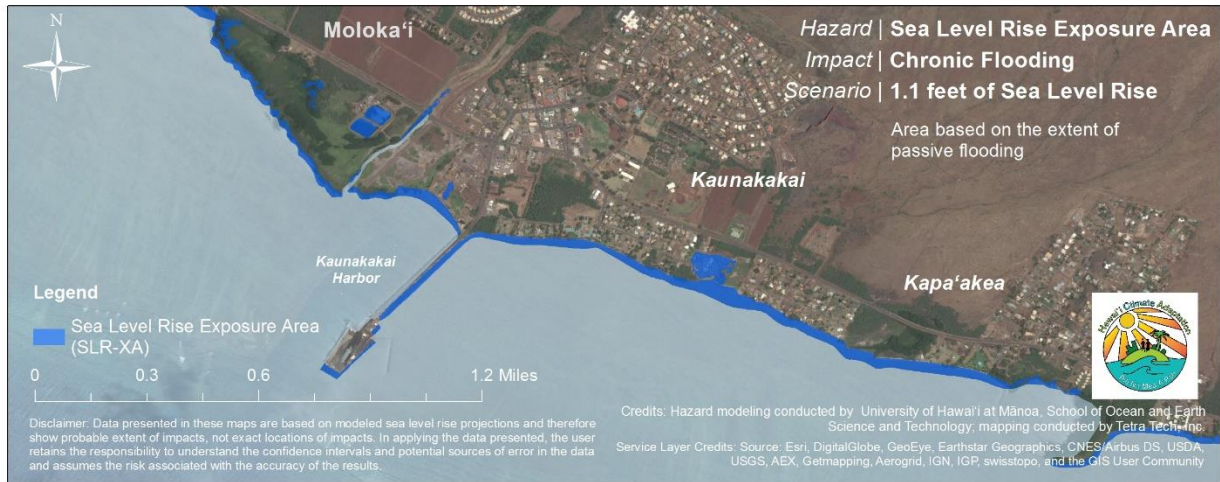 N
Moloka‘i
Hazard | Sea Level Rise Exposure Area
Impact | Chronic Flooding
Scenario | 1.1 feet of Sea Level Rise
Area based on the extent of
passive flooding
Kaunakakai
Kaunakakai
Harbor
Kapa‘akea
Legend
Sea Level Rise Exposure Area
(SLR-XA)
0 0.3 0.6 1.2 Miles
Hawai‘i Climate Adaptation
Disclaimer: Data presented in these maps are based on modeled sea level rise projections and therefore
show probable extent of impacts, not exact locations of impacts. In applying the data presented, the user
retains the responsibility to understand the confidence intervals and potential sources of error in the data
and assumes the risk associated with the accuracy of the results.
Credits: Hazard modeling conducted by University of Hawai‘i at Mānoa, School of Ocean and Earth
Science and Technology; mapping conducted by Tetra Tech, Inc.
Service Layer Credits: Source: Esri, DigitalGlobe, GeoEye, Earthstar Geographics, CNES/Airbus DS, USDA,
USGS, AEX, Getmapping, Aerogrid, IGN, IGP, swisstopo, and the GIS User Community